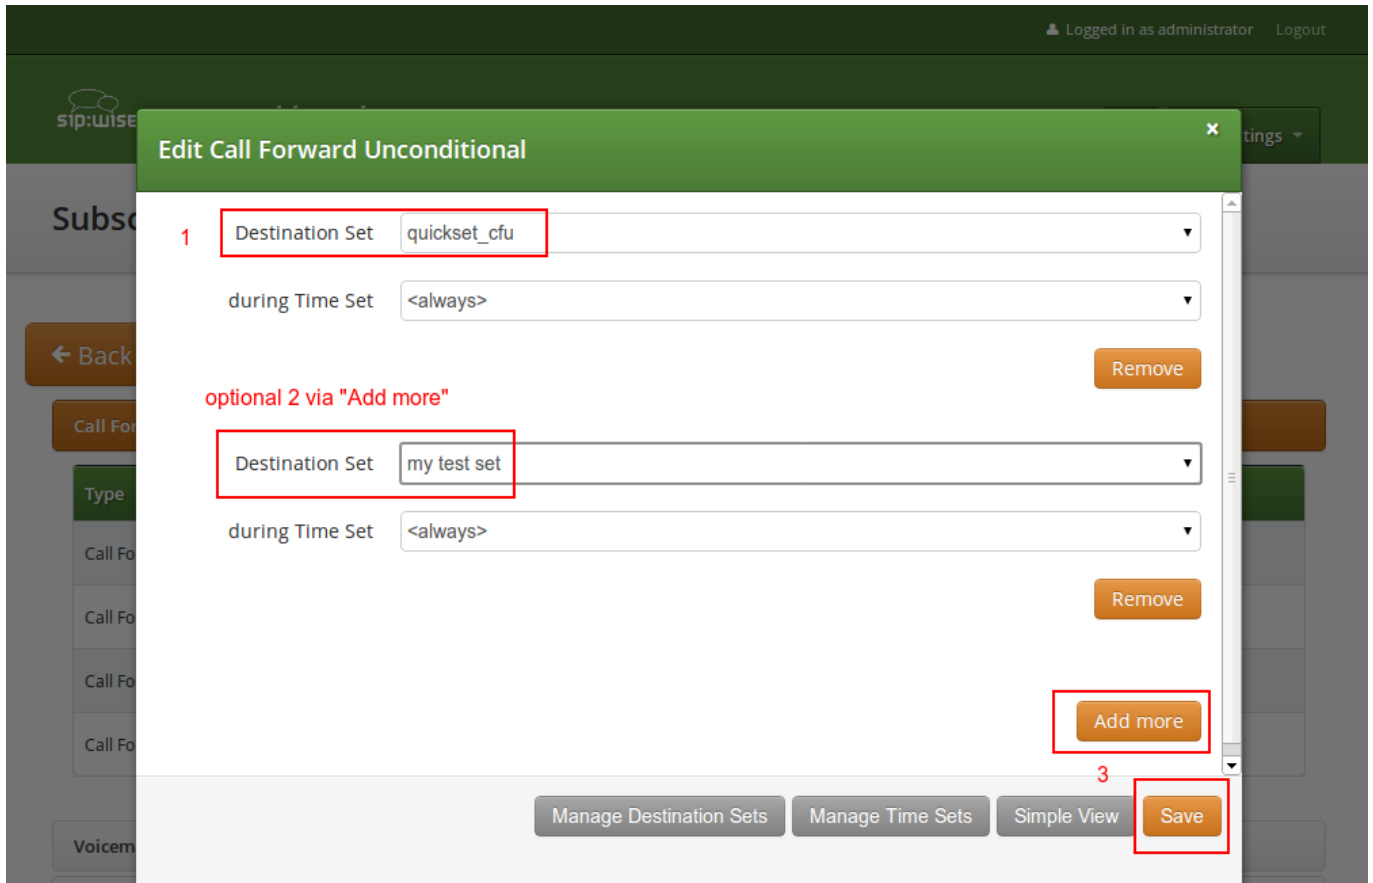 Logged in as administrator Logout
sip:wise
tings
Edit Call Forward Unconditional ×
Subsc
1 Destination Set quickset_cfu
during Time Set <always>
← Back
Remove
optional 2 via "Add more"
Call For
Destination Set my test set
Type
during Time Set <always>
Call Fo
Remove
Call Fo
Call Fo
Add more
Call Fo
3
Manage Destination Sets Manage Time Sets Simple View Save
Voicem